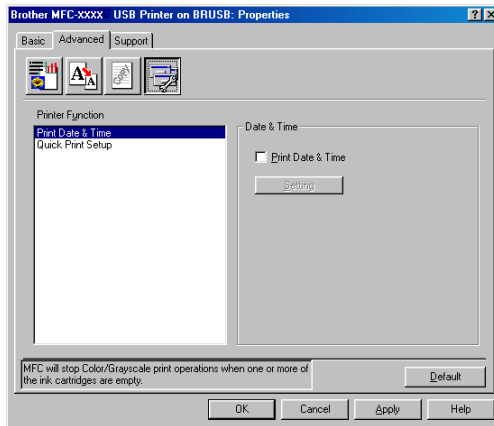 Brother MFC-XXXX USB Printer on BRUSB: Properties
Basic Advanced Support
Printer Function
Print Date & Time
Quick Print Setup
Date & Time
Print Date & Time
Setting
MFC will stop Color/Grayscale print operations when one or more of
the ink cartridges are empty.
Default
OK Cancel Apply Help